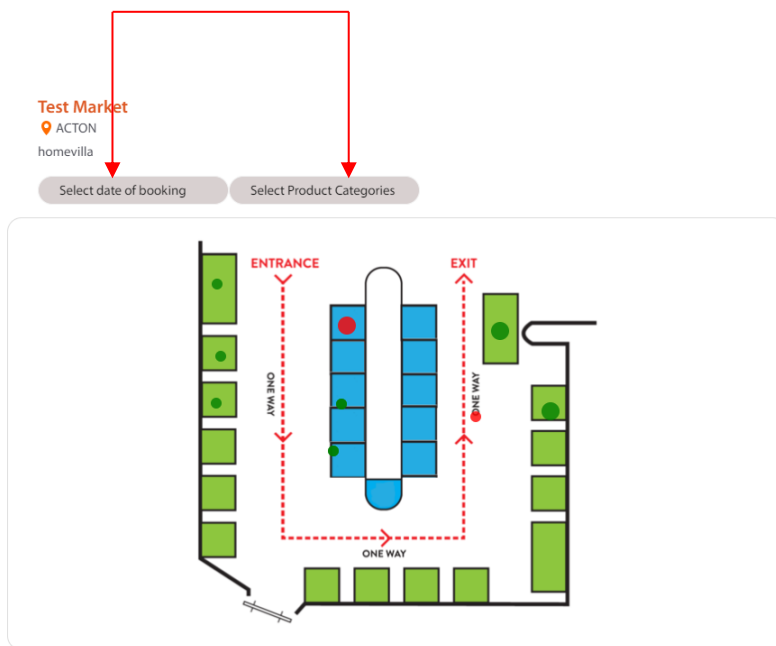 Test Market
ACTON
homevilla
Select date of booking
Select Product Categories
ENTRANCE
EXIT
ONE WAY
ONE WAY
ONE WAY